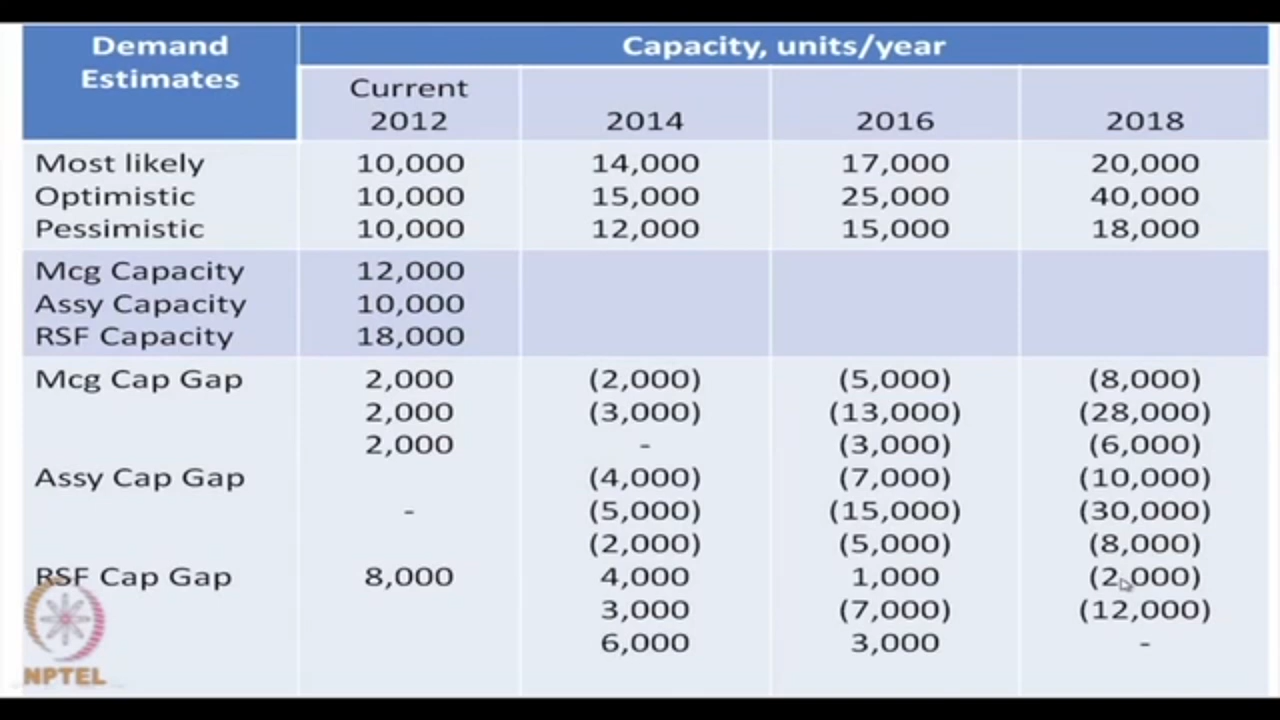 Demand Estimates Capacity, units/year
Current 2012 2014 2016 2018
Most likely 10,000 14,000 17,000 20,000
Optimistic 10,000 15,000 25,000 40,000
Pessimistic 10,000 12,000 15,000 18,000
Mcg Capacity 12,000
Assy Capacity 10,000
RSF Capacity 18,000
Mcg Cap Gap 2,000 (2,000) (5,000) (8,000)
2,000 (3,000) (13,000) (28,000)
2,000 - (3,000) (6,000)
Assy Cap Gap (4,000) (7,000) (10,000)
- (5,000) (15,000) (30,000)
(2,000) (5,000) (8,000)
RSF Cap Gap 8,000 4,000 1,000 (2,000)
3,000 (7,000) (12,000)
6,000 3,000 -
NPTEL